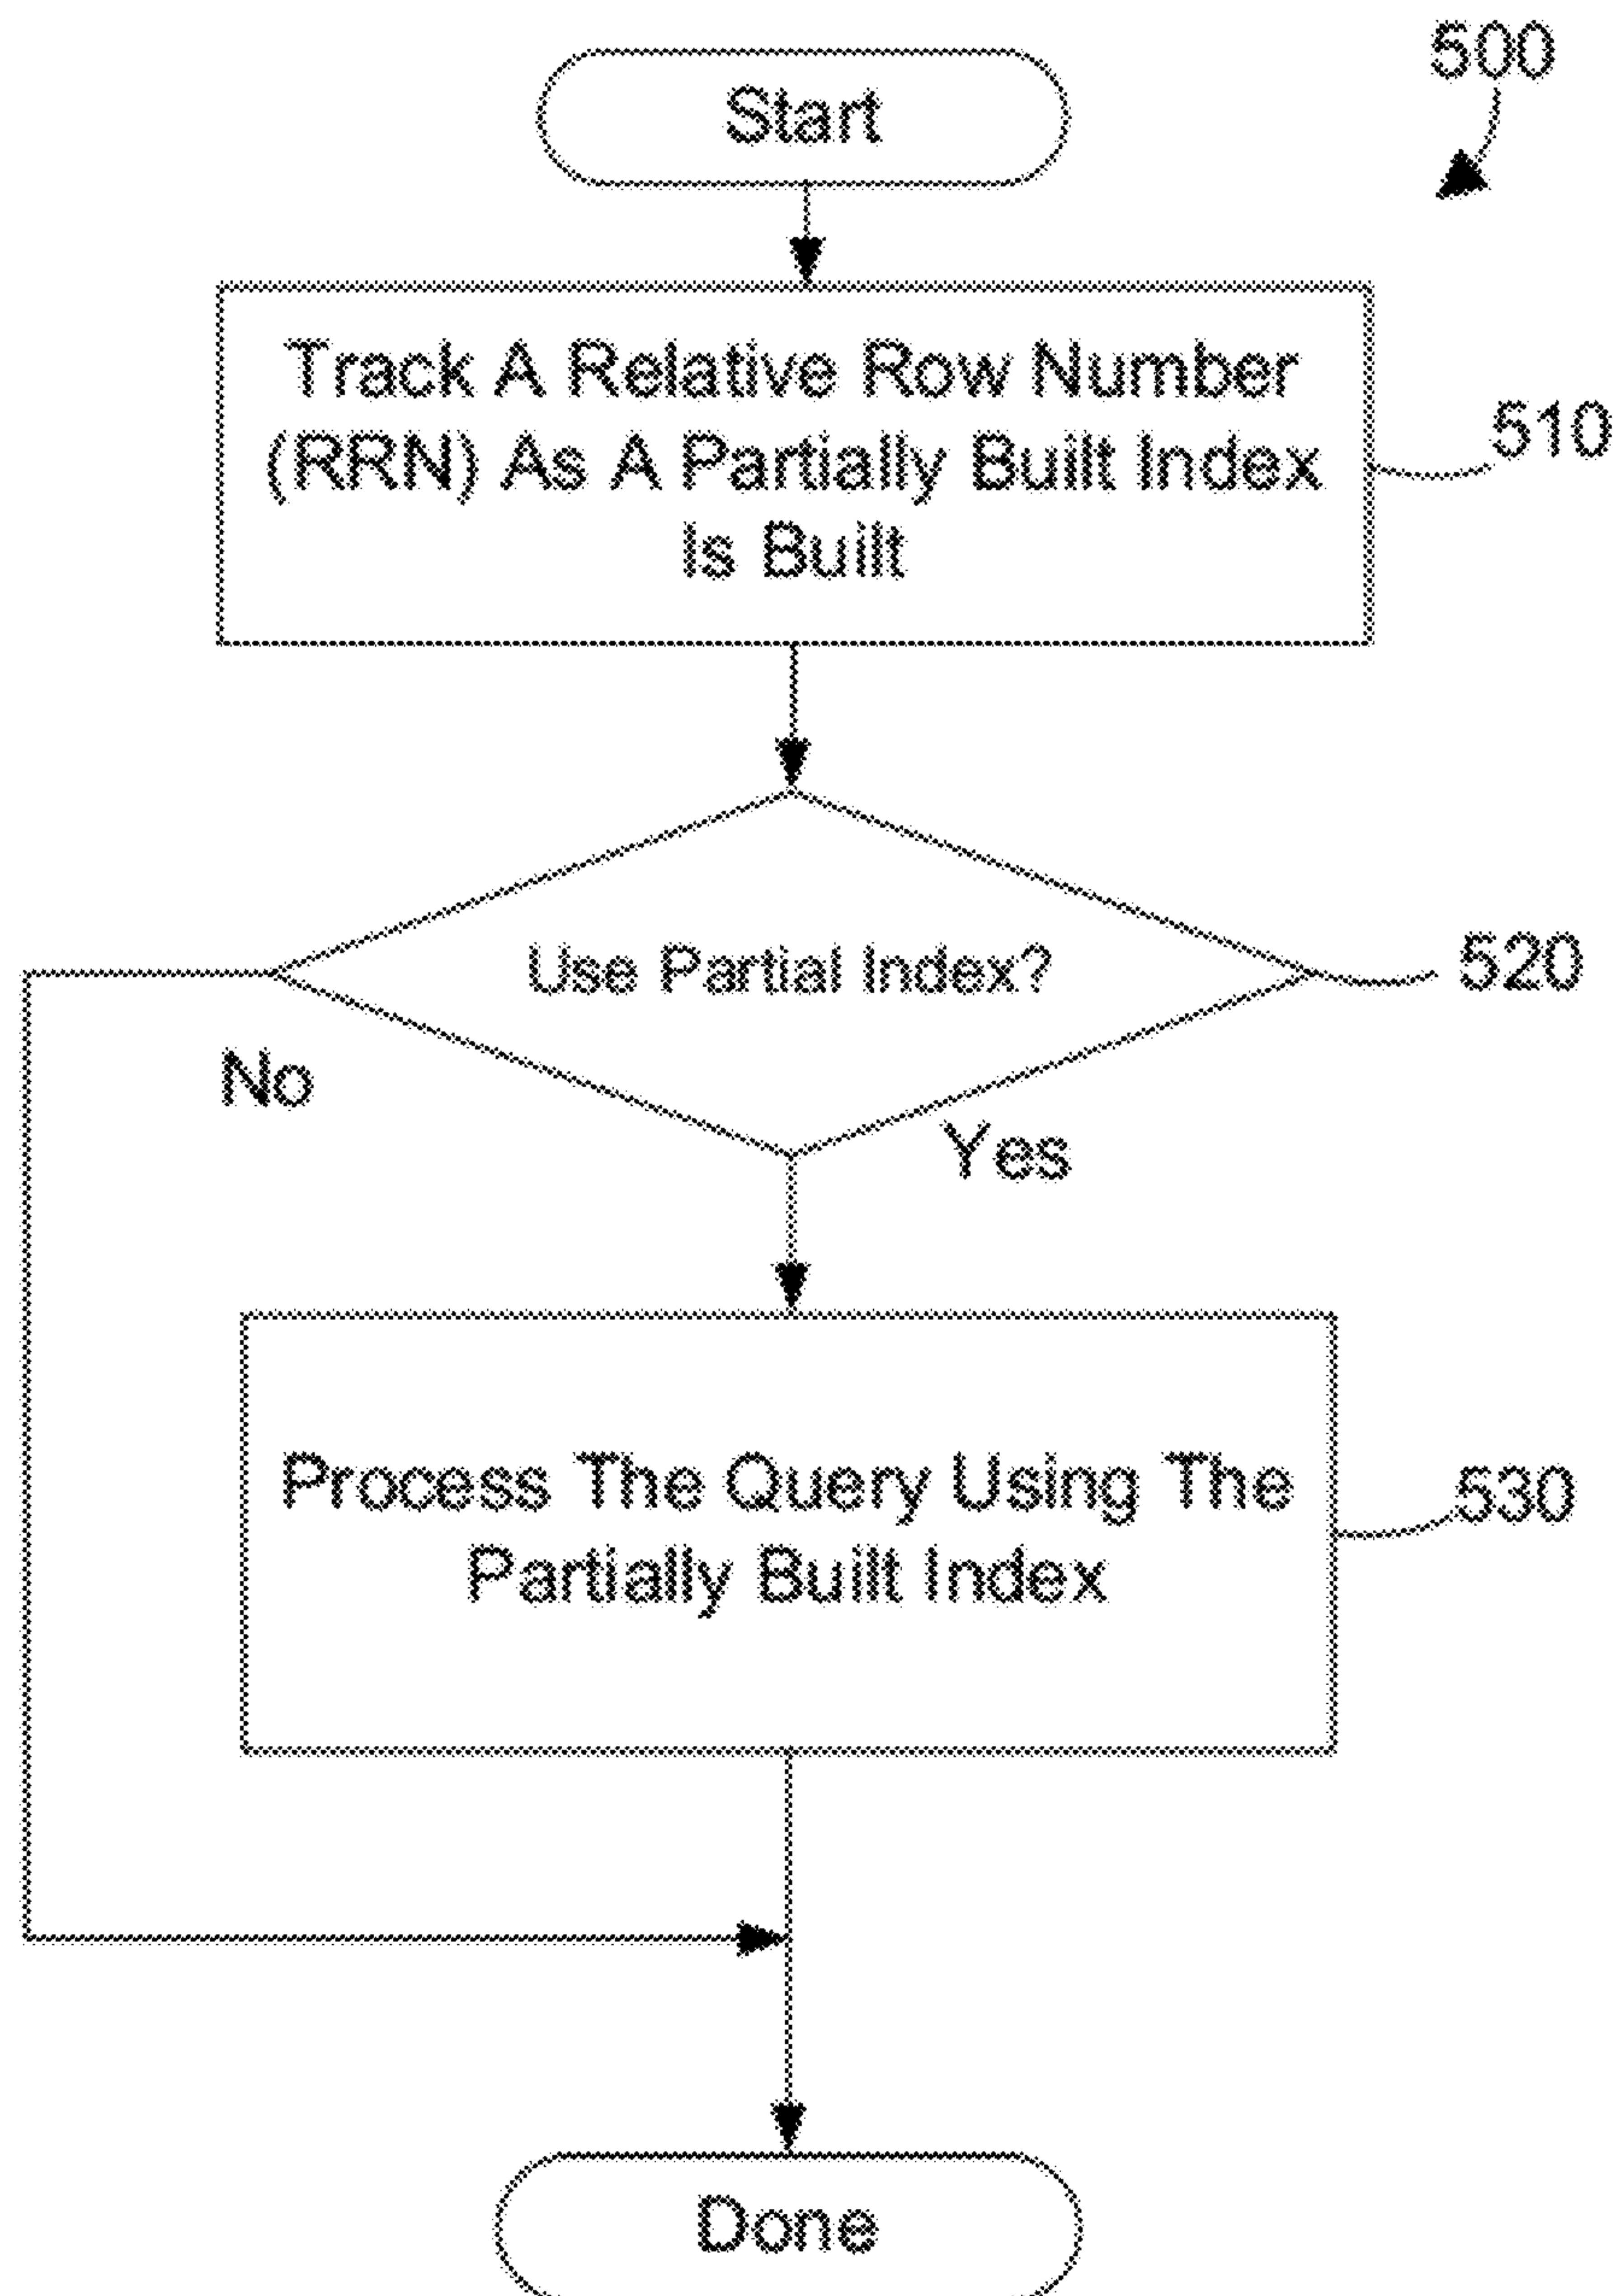 500
Start
Track A Relative Row Number
(RRN) As A Partially Built Index
Is Built
510
Use Partial Index?
520
No
Yes
Process The Query Using The
Partially Built Index
530
Done